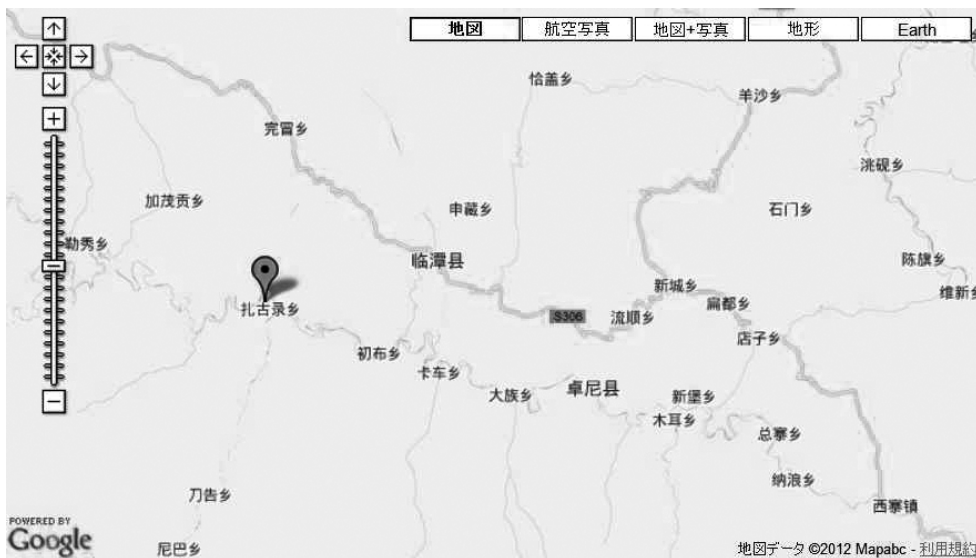 地図
航空写真
地図+写真
地形
Earth
恰盖乡
羊沙乡
完冒乡
洮砚乡
加茂贡乡
申藏乡
石门乡
勒秀乡
临潭县
陈旗乡
新城乡
维新乡
扎古录乡
扁都乡
S306
流顺乡
店子乡
初布乡
卡车乡
大族乡
卓尼县
新堡乡
木耳乡
总寨乡
纳浪乡
刀告乡
西寨镇
POWERED BY
Google
尼巴乡
地図データ ©2012 Mapabc - 利用規約